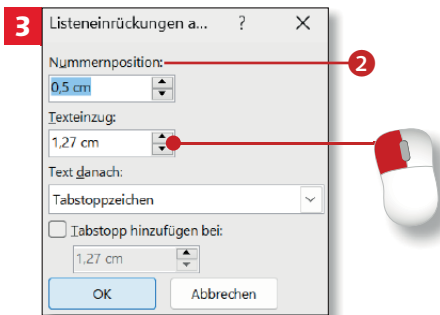 3
Listeneinrückungen a... ? ×
Nummernposition:
2
0,5 cm
Texteinzug:
1,27 cm
Text danach:
Tabstoppzeichen
Tabstopp hinzufügen bei:
1,27 cm
OK Abbrechen